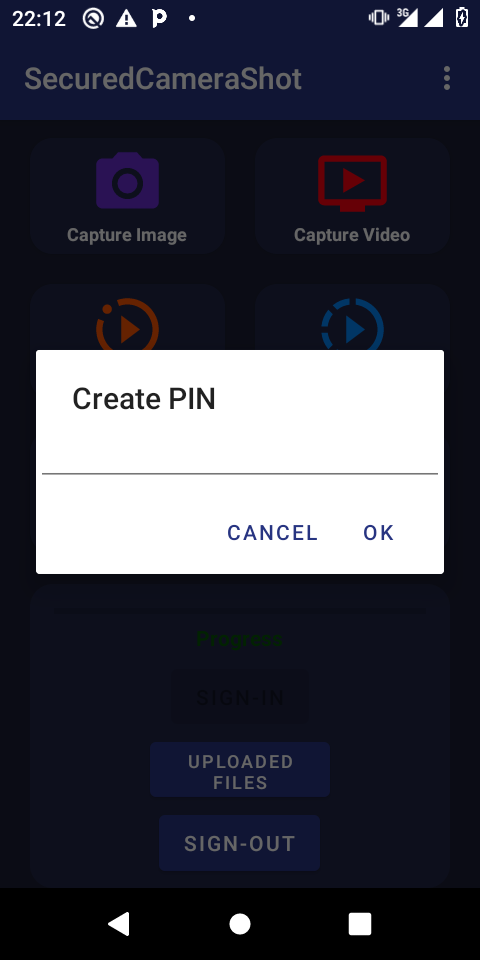 22:12
3G
SecuredCameraShot
Capture Image
Capture Video
Create PIN
CANCEL
OK
Progress
SIGN-IN
UPLOADED
FILES
SIGN-OUT